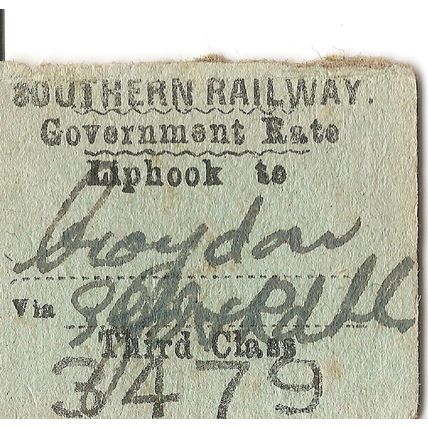 SOUTHERN RAILWAY.
Government Rate
Liphook to
Croydon
Via
Third Class
3479